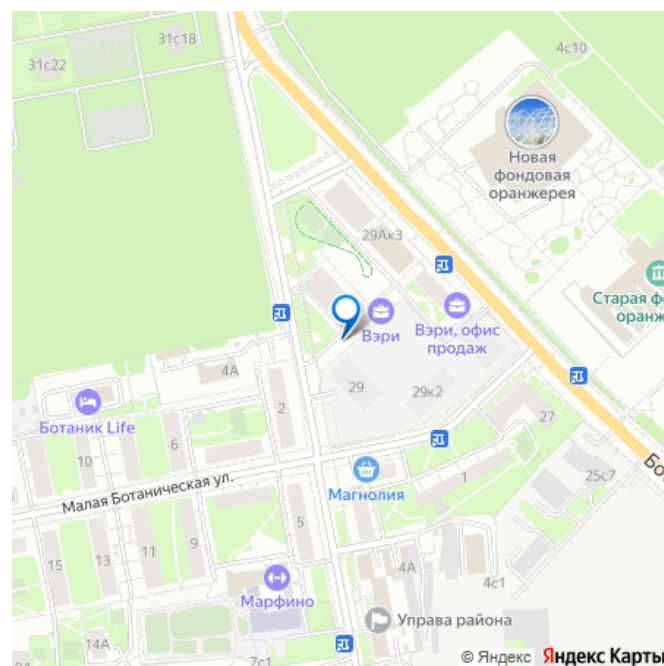 31с18
31с22
4с10
Новая
фондовая
оранжерея
29Ак3
Старая ф
оранж
Вэри
Вэри, офис
продаж
4А
29
29к2
Ботаник Life
2
6
10
27
Бо
Малая Ботаническая ул.
Магнолия
1
25с7
5
9
11
13
15
4А
4с1
Марфино
Управа района
14А
7с1
© Яндекс Яндекс Карты